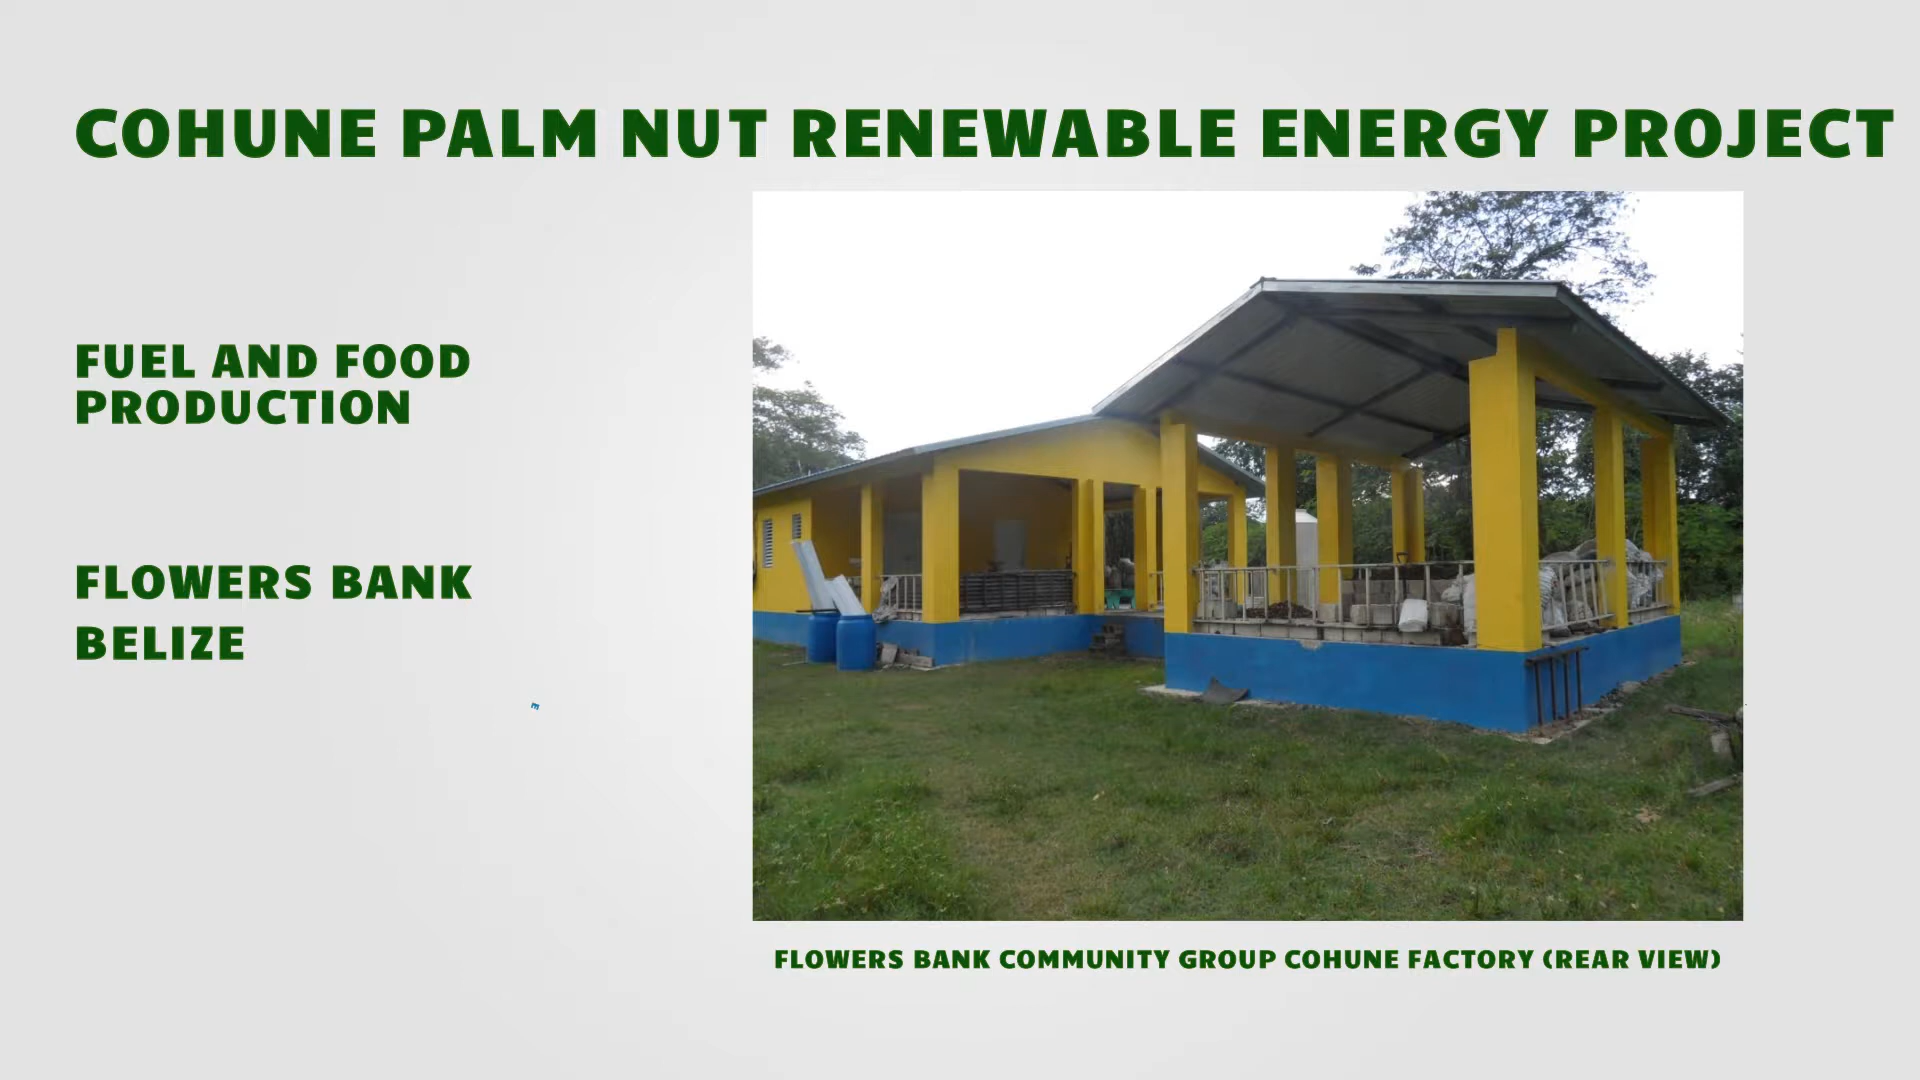 COHUNE PALM NUT RENEWABLE ENERGY PROJECT
FUEL AND FOOD
PRODUCTION
FLOWERS BANK
BELIZE
FLOWERS BANK COMMUNITY GROUP COHUNE FACTORY (REAR VIEW)